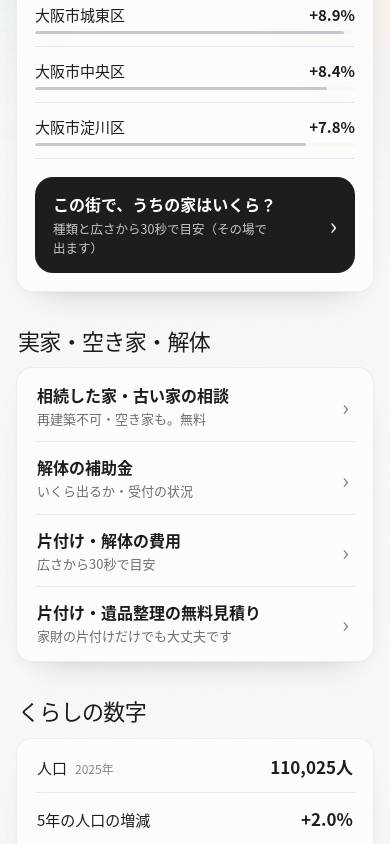 大阪市城東区 +8.9%
大阪市中央区 +8.4%
大阪市淀川区 +7.8%
この街で、うちの家はいくら？
種類と広さから30秒で目安（その場で
出ます）
›
実家・空き家・解体
相続した家・古い家の相談
再建築不可・空き家も。無料
›
解体の補助金
いくら出るか・受付の状況
›
片付け・解体の費用
広さから30秒で目安
›
片付け・遺品整理の無料見積り
家財の片付けだけでも大丈夫です
›
くらしの数字
人口 2025年 110,025人
5年の人口の増減 +2.0%